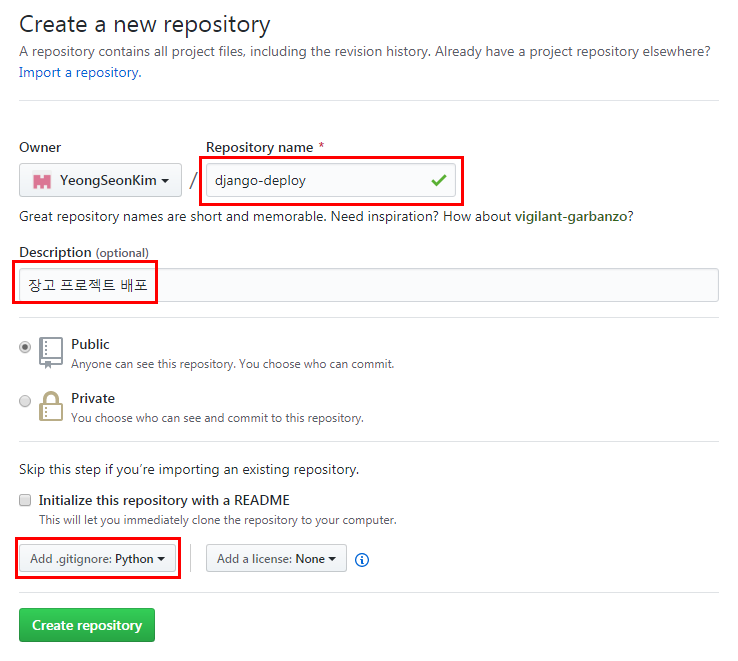 Create a new repository
A repository contains all project files, including the revision history. Already have a project repository elsewhere?
Import a repository.
Owner
Repository name *
YeongSeonKim
/
django-deploy
Great repository names are short and memorable. Need inspiration? How about vigilant-garbanzo?
Description (optional)
장고 프로젝트 배포
Public
Anyone can see this repository. You choose who can commit.
Private
You choose who can see and commit to this repository.
Skip this step if you’re importing an existing repository.
Initialize this repository with a README
This will let you immediately clone the repository to your computer.
Add .gitignore: Python
Add a license: None
Create repository